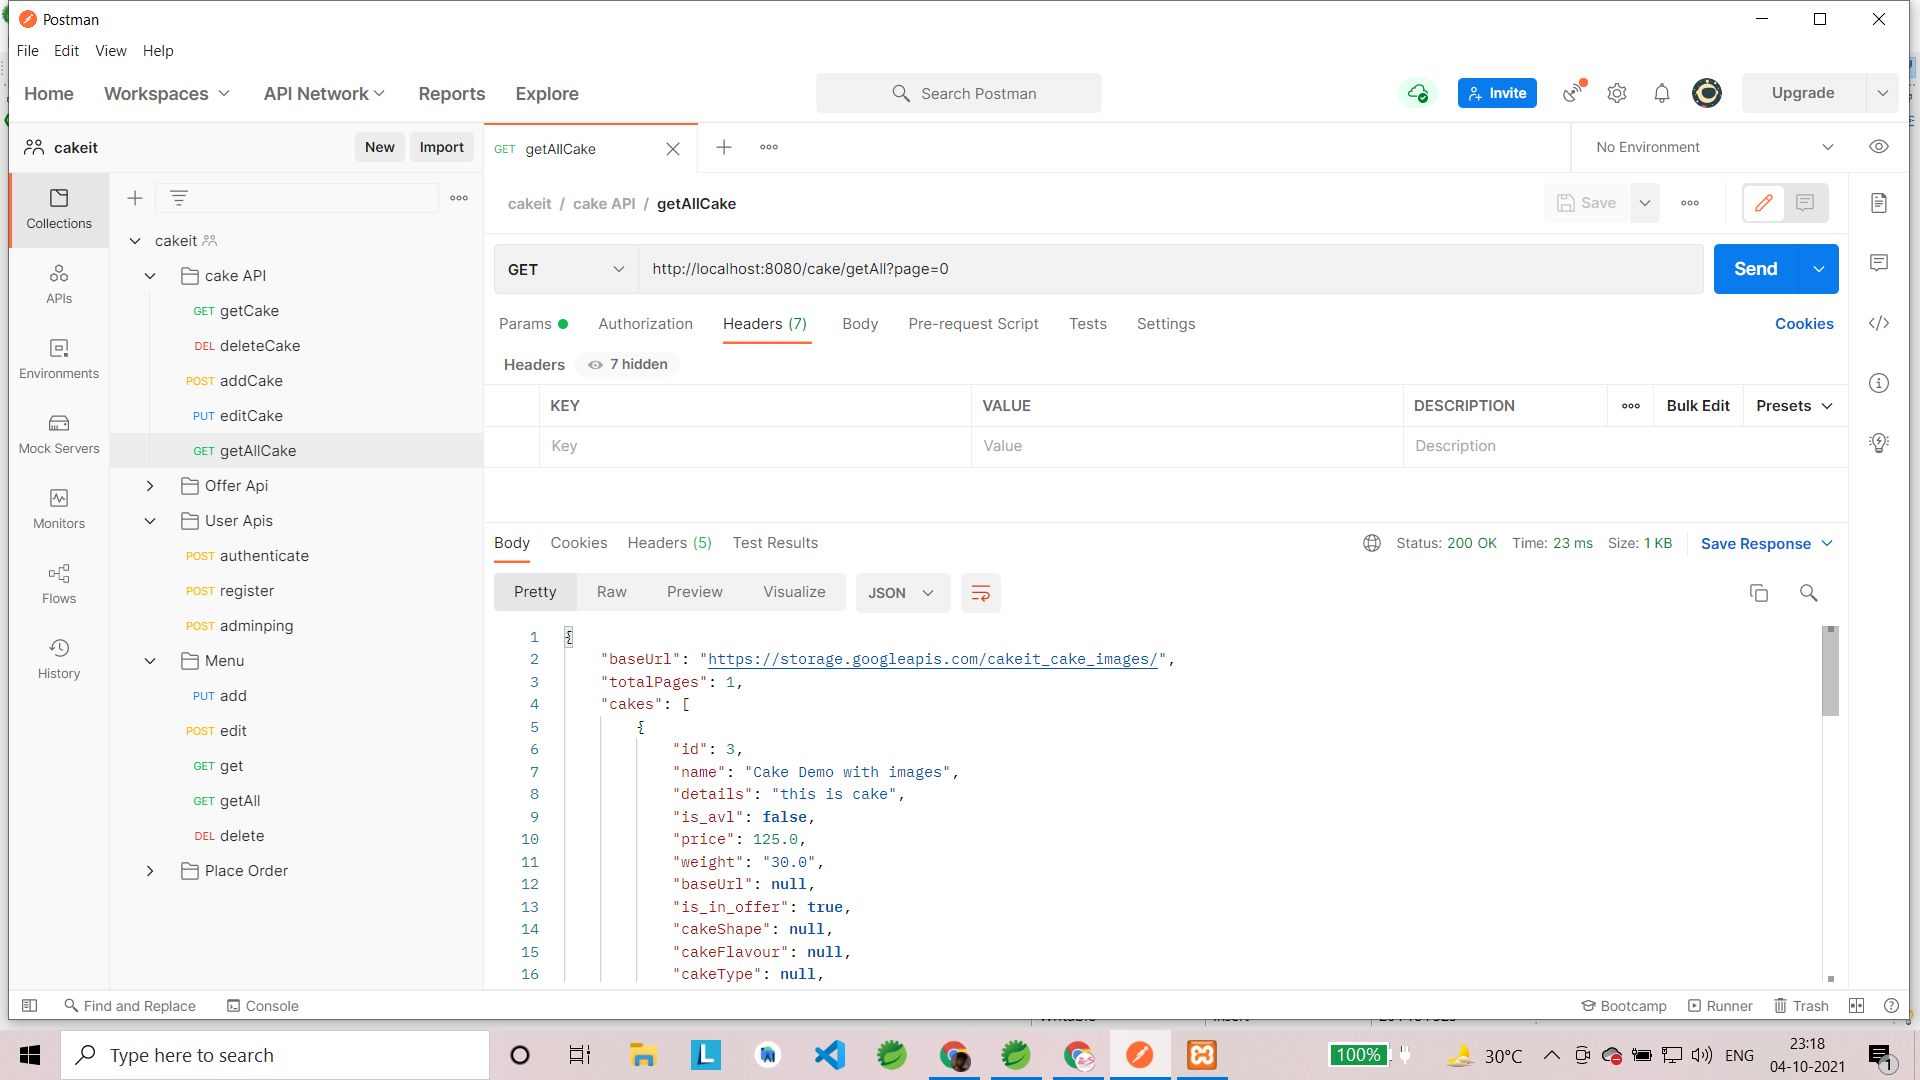 Postman
File Edit View Help
Home Workspaces API Network Reports Explore Search Postman Invite Upgrade
cakeit New Import GET getAllCake No Environment
Collections
APIs
Environments
Mock Servers
Monitors
Flows
History
cakeit
cake API
GET getCake
DEL deleteCake
POST addCake
PUT editCake
GET getAllCake
Offer Api
User Apis
POST authenticate
POST register
POST adminping
Menu
PUT add
POST edit
GET get
GET getAll
DEL delete
Place Order
cakeit / cake API / getAllCake Save
GET http://localhost:8080/cake/getAll?page=0 Send
Params Authorization Headers (7) Body Pre-request Script Tests Settings Cookies
Headers 7 hidden
KEY VALUE DESCRIPTION Bulk Edit Presets
Key Value Description
Body Cookies Headers (5) Test Results Status: 200 OK Time: 23 ms Size: 1 KB Save Response
Pretty Raw Preview Visualize JSON
1 {
2 "baseUrl": "https://storage.googleapis.com/cakeit_cake_images/",
3 "totalPages": 1,
4 "cakes": [
5 {
6 "id": 3,
7 "name": "Cake Demo with images",
8 "details": "this is cake",
9 "is_avl": false,
10 "price": 125.0,
11 "weight": "30.0",
12 "baseUrl": null,
13 "is_in_offer": true,
14 "cakeShape": null,
15 "cakeFlavour": null,
16 "cakeType": null,
Find and Replace Console Bootcamp Runner Trash
Type here to search 100% 30°C ENG 23:18
04-10-2021 1